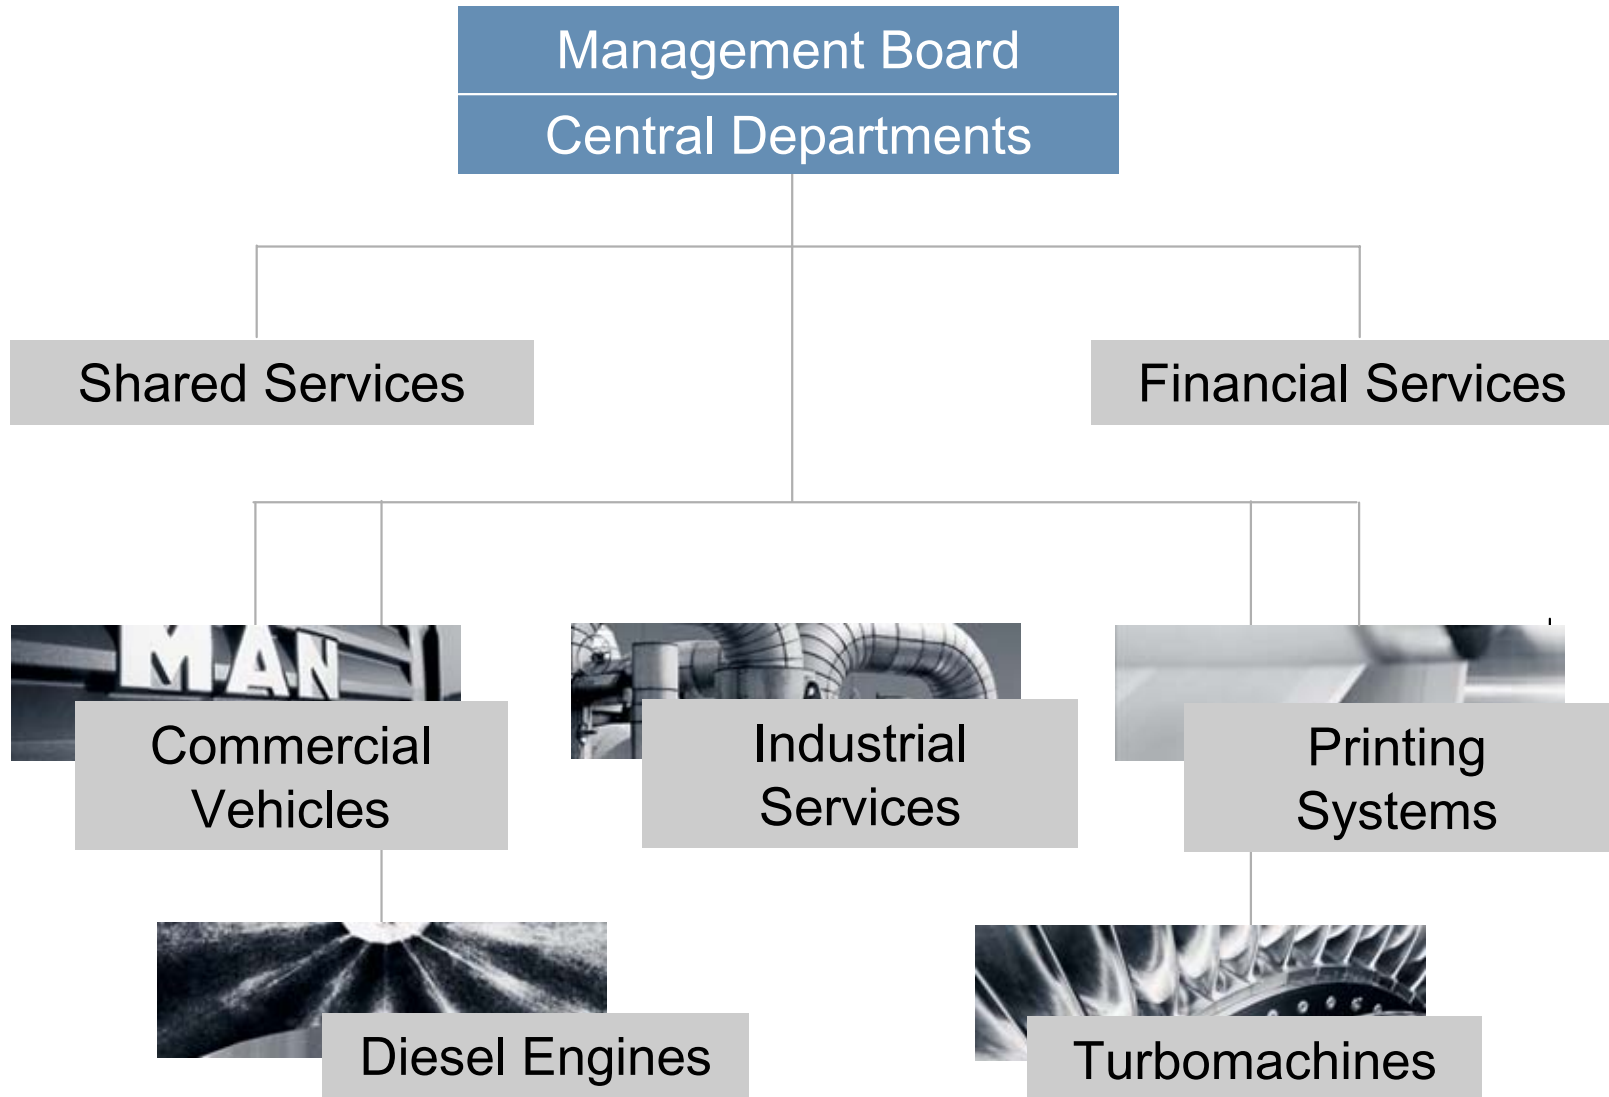 Management Board
Central Departments
Shared Services
Financial Services
MAN
Commercial
Vehicles
Industrial
Services
Printing
Systems
Diesel Engines
Turbomachines